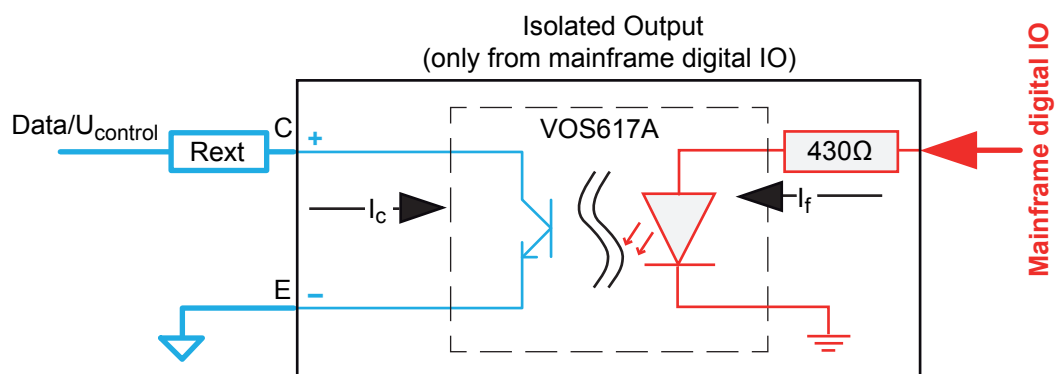 Isolated Output
(only from mainframe digital IO)
Data/Ucontrol
Rext
C
+
VOS617A
430Ω
Ic
If
E
−
Mainframe digital IO